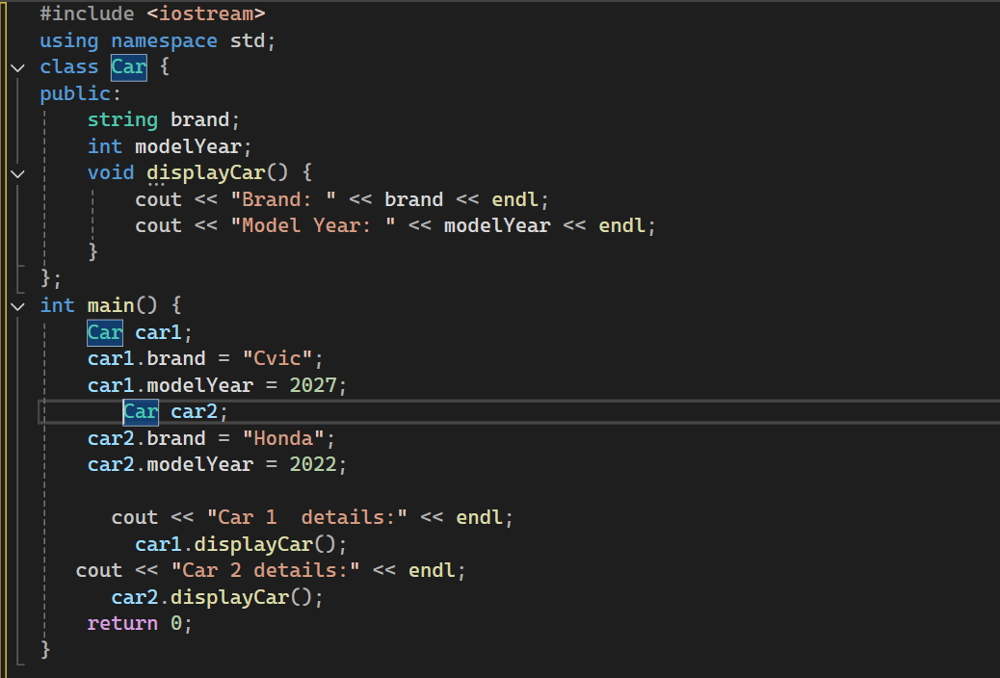 #include <iostream>
using namespace std;
class Car {
public:
    string brand;
    int modelYear;
    void displayCar() {
        cout << "Brand: " << brand << endl;
        cout << "Model Year: " << modelYear << endl;
    }
};
int main() {
    Car car1;
    car1.brand = "Cvic";
    car1.modelYear = 2027;
       Car car2;
    car2.brand = "Honda";
    car2.modelYear = 2022;

      cout << "Car 1  details:" << endl;
        car1.displayCar();
   cout << "Car 2 details:" << endl;
      car2.displayCar();
    return 0;
}